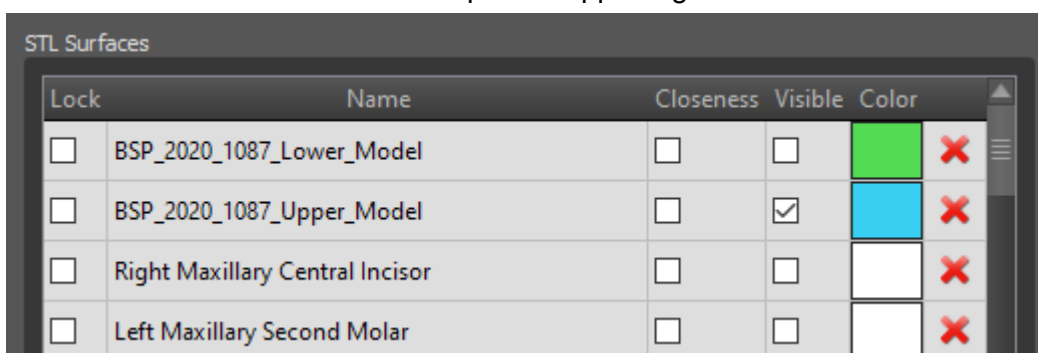 STL Surfaces
Lock Name Closeness Visible Color
BSP_2020_1087_Lower_Model
BSP_2020_1087_Upper_Model
Right Maxillary Central Incisor
Left Maxillary Second Molar